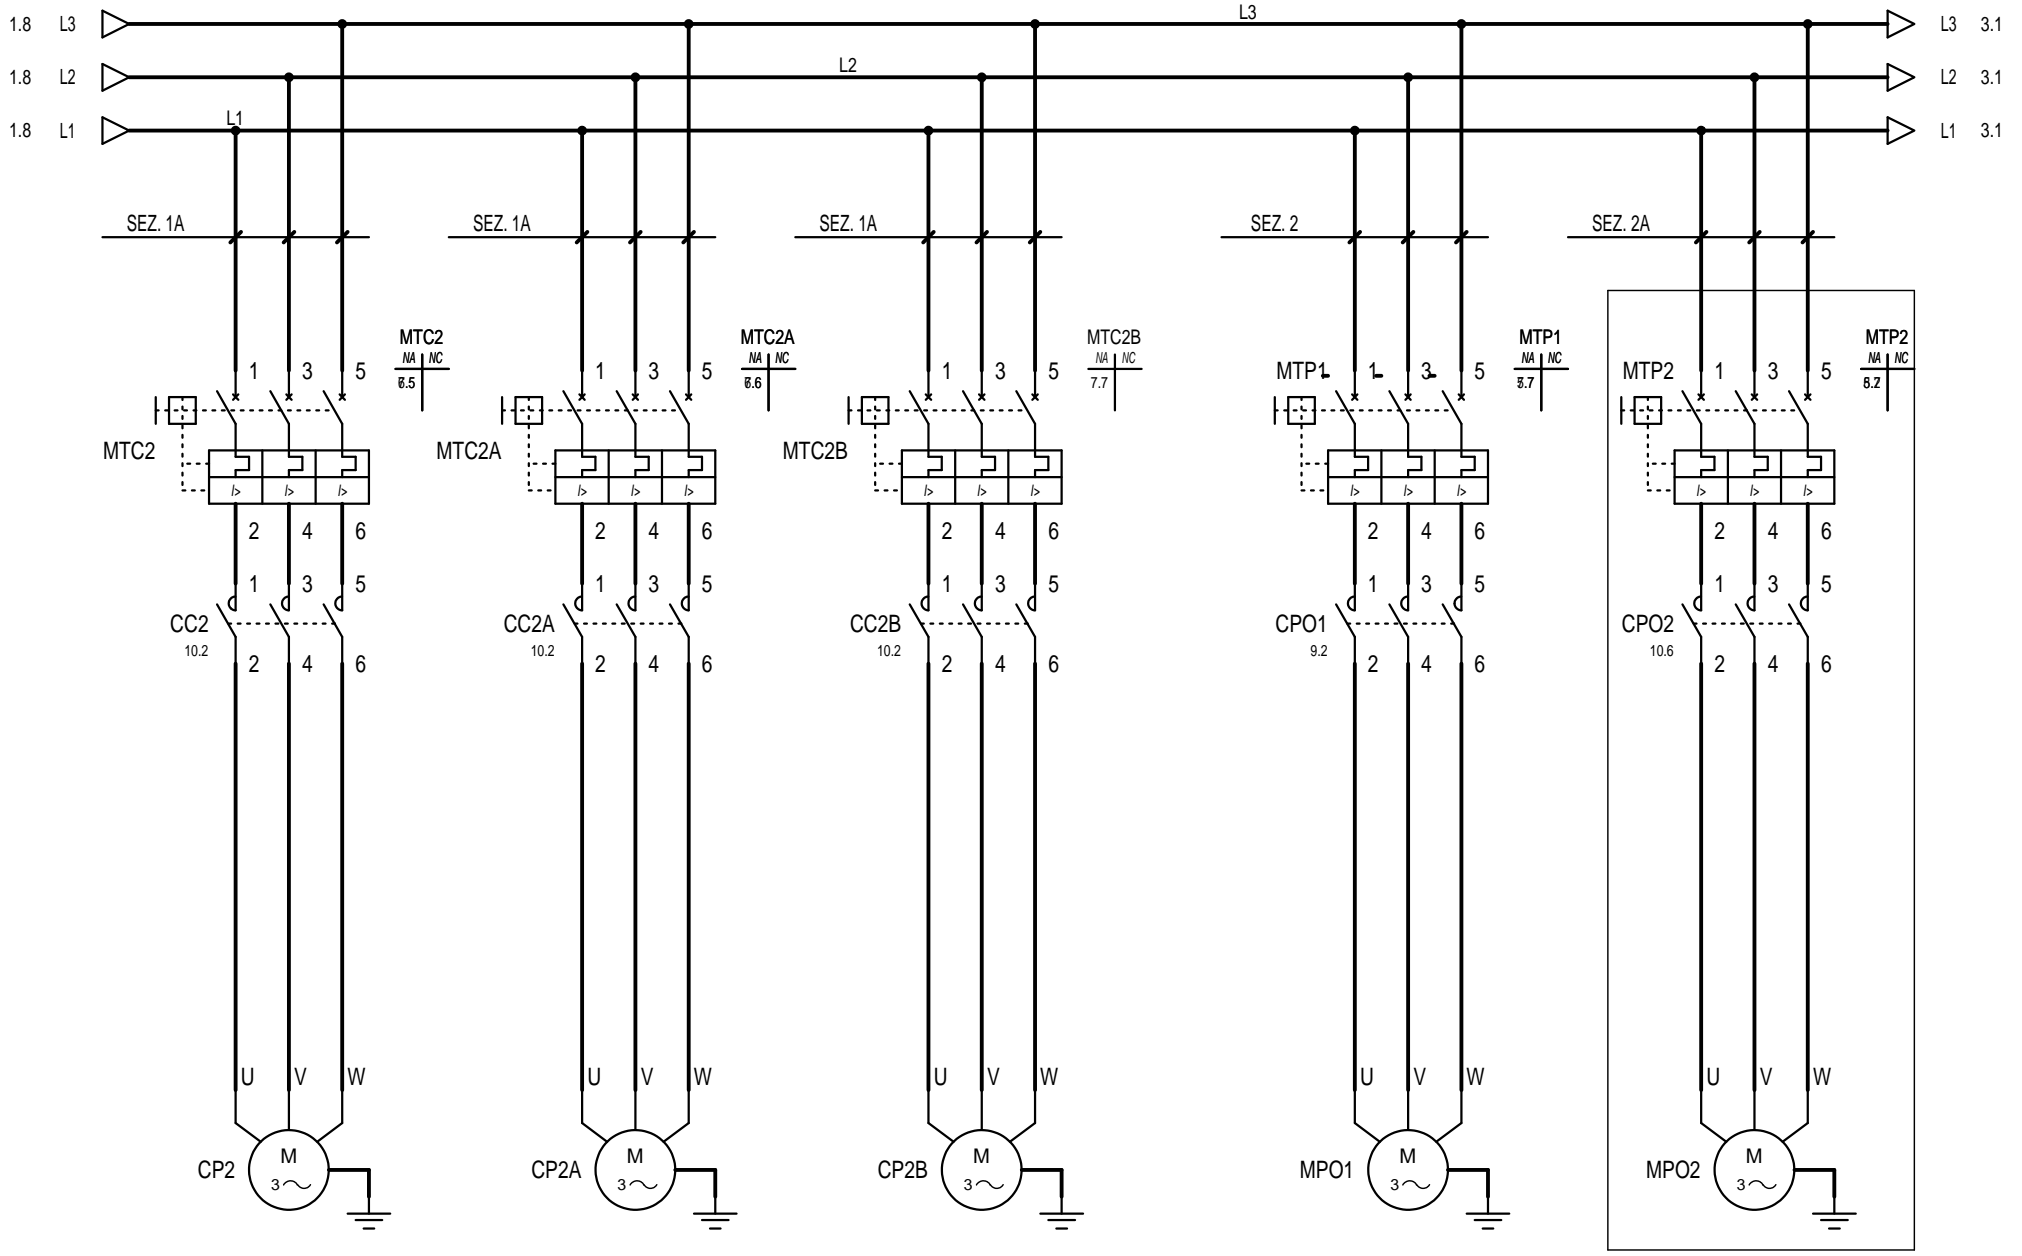 L3
1.8 L3 L3 3.1
L2
1.8 L2 L2 3.1
L1
1.8 L1 L1 3.1
SEZ. 1A SEZ. 1A SEZ. 1A SEZ. 2 SEZ. 2A
MTC2 MTC2A MTC2B MTP1 MTP2
NA NC NA NC NA NC NA NC NA NC
1 3 5 1 3 5 1 3 5 MTP1 1 3 5 MTP2 1 3 5
7.7
MTC2 MTC2A MTC2B
I> I> I> I> I> I> I> I> I> I> I> I> I> I> I>
2 4 6 2 4 6 2 4 6 2 4 6 2 4 6
1 3 5 1 3 5 1 3 5 1 3 5 1 3 5
CC2 CC2A CC2B CPO1 CPO2
10.2 10.2 10.2 9.2 10.6
2 4 6 2 4 6 2 4 6 2 4 6 2 4 6
U V W U V W U V W U V W U V W
M M M M M
CP2 CP2A CP2B MPO1 MPO2
3 3 3 3 3